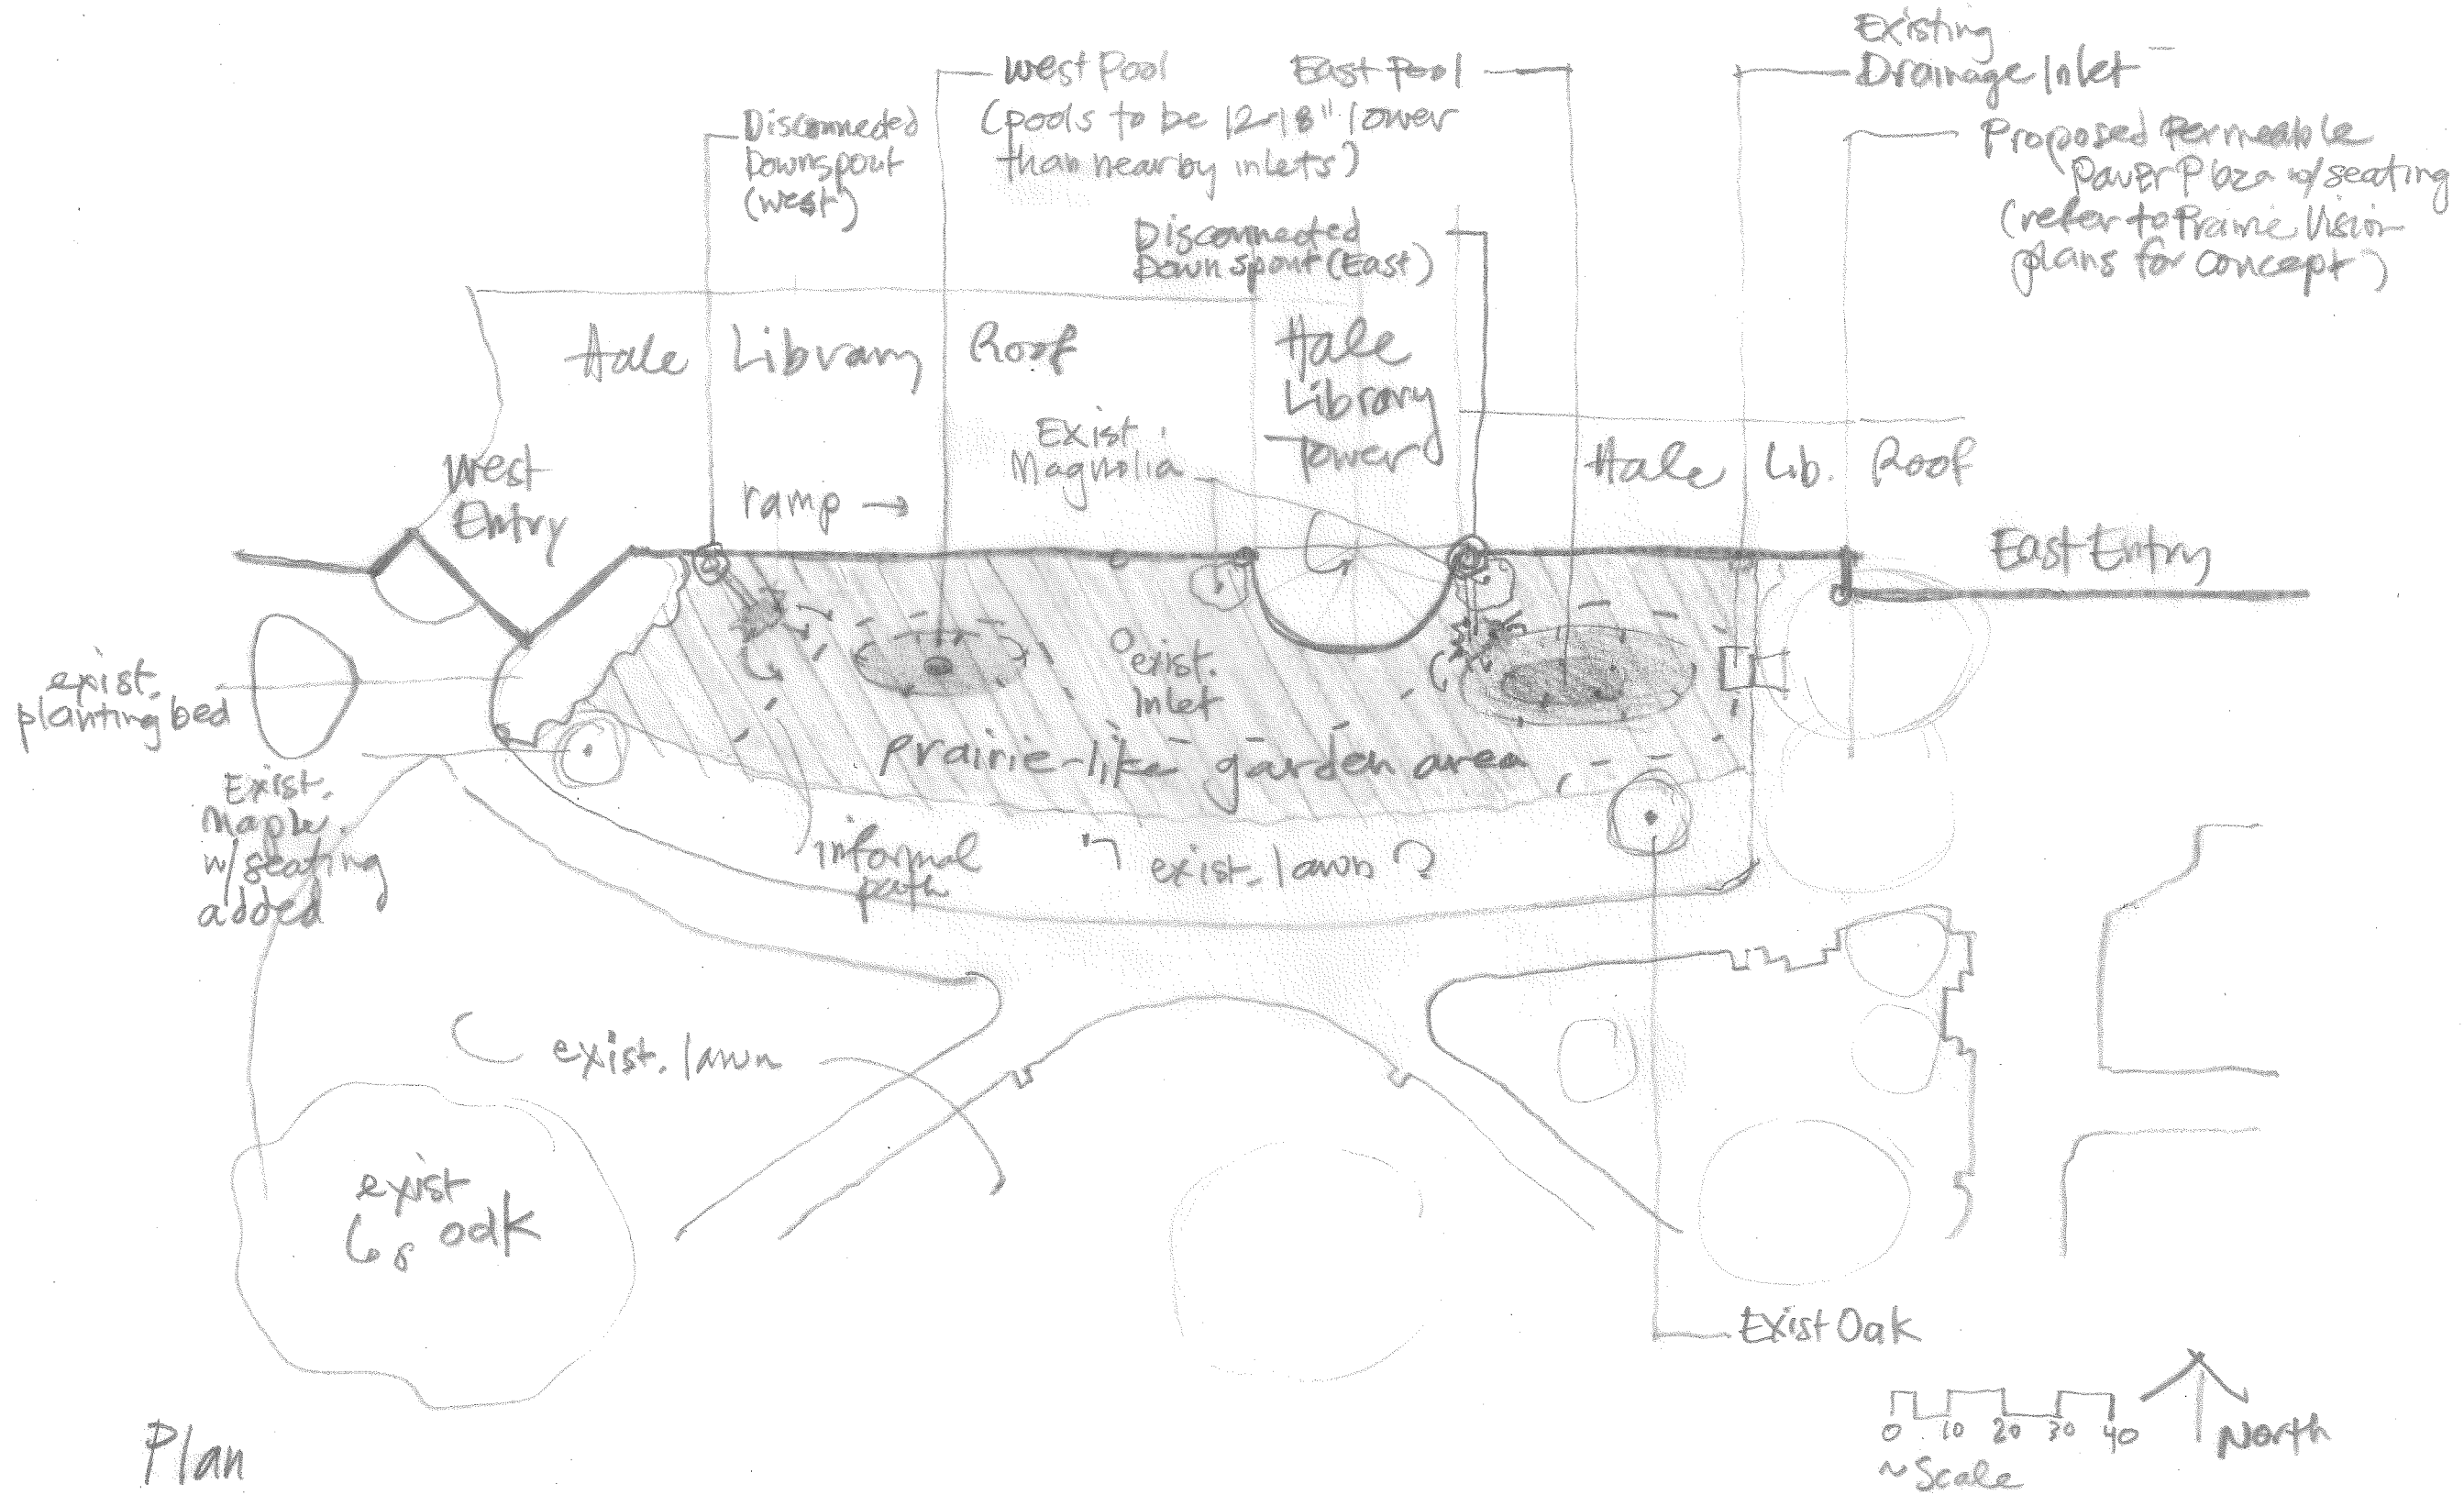 Existing
Drainage Inlet
West Pool
East Pool
(pools to be 12-18" lower
than nearby inlets)
Disconnected
Downspout
(west)
Proposed Permeable
Paver Plaza w/seating
(refer to Prairie Vision
plans for concept)
Disconnected
Downspout (East)
Hale Library Roof
Hale
Library
Tower
Exist.
Magnolia
West
Entry
ramp →
Hale Lib. Roof
East Entry
exist.
planting bed
exist.
Inlet
prairie-like garden area
Exist.
Maple
w/seating
added
informal
path
exist. lawn
exist. lawn
exist
oak
Exist Oak
0 10 20 30 40
~Scale
North
Plan